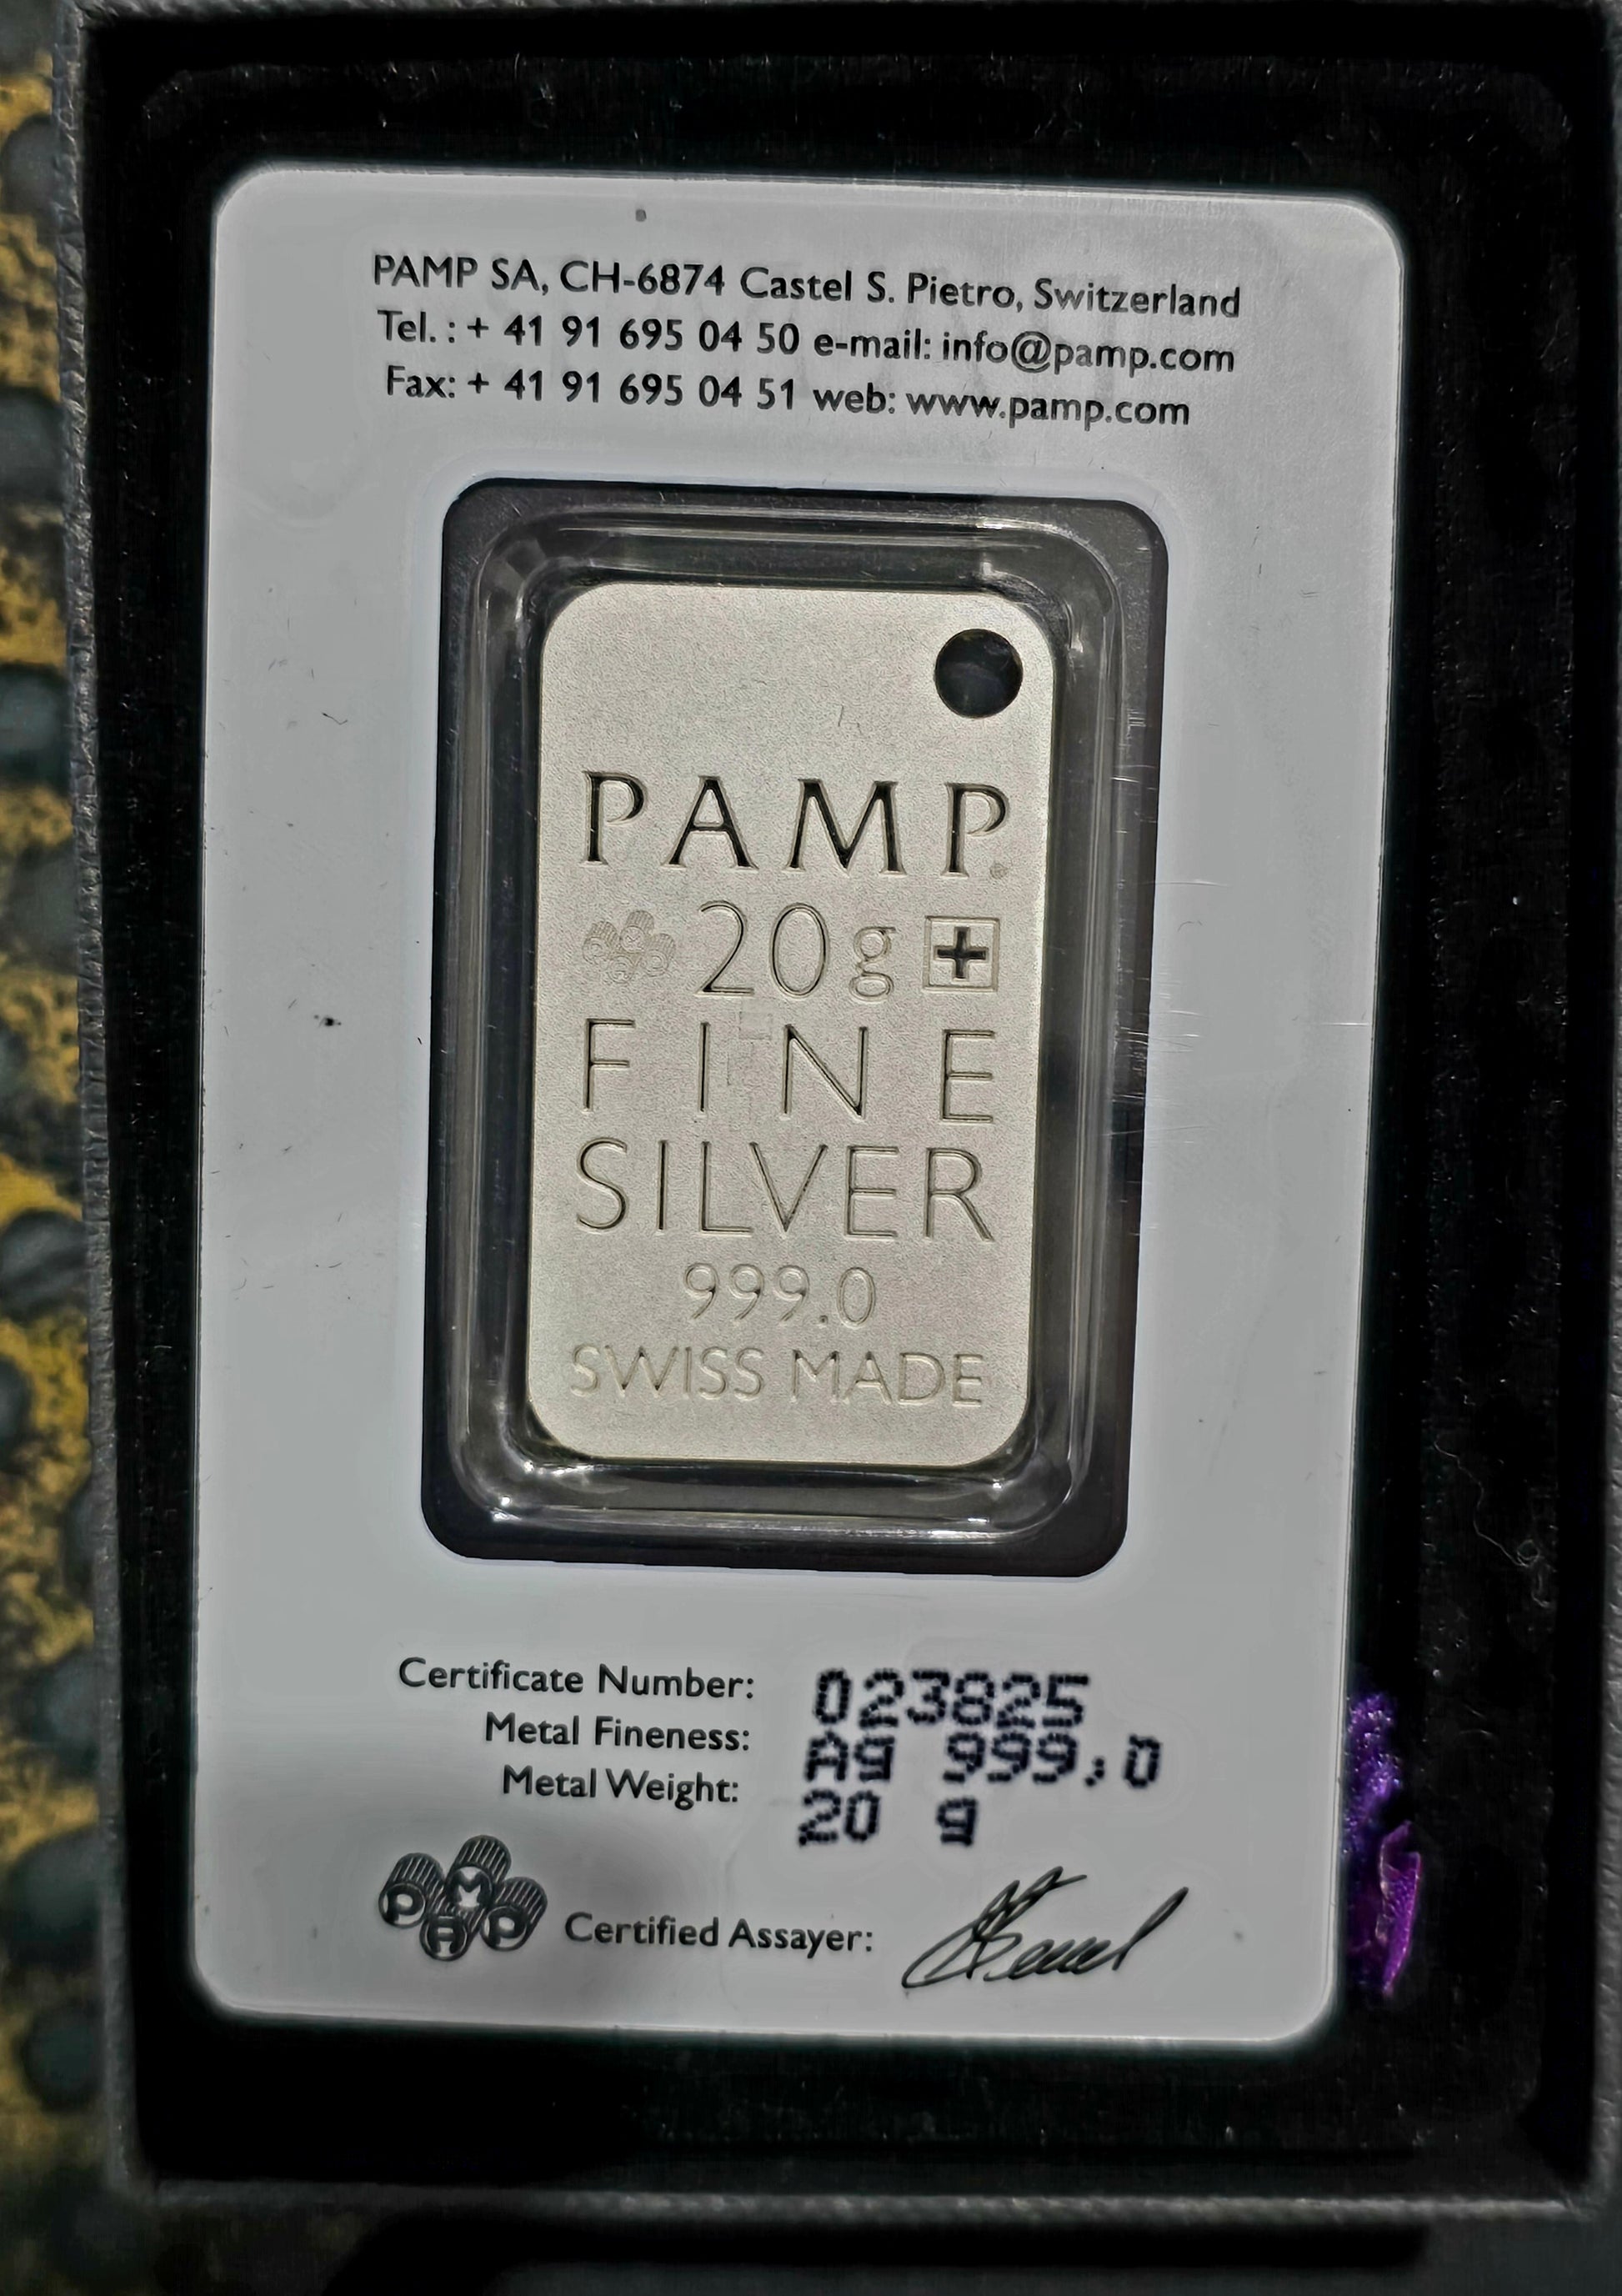 PAMP SA, CH-6874 Castel S. Pietro, Switzerland
Tel. : + 41 91 695 04 50 e-mail: info@pamp.com
Fax: + 41 91 695 04 51 web: www.pamp.com
PAMP
20 g
FINE
SILVER
999.0
SWISS MADE
Certificate Number: 023825
Metal Fineness: Ag 999.0
Metal Weight: 20 g
PAMP
Certified Assayer: